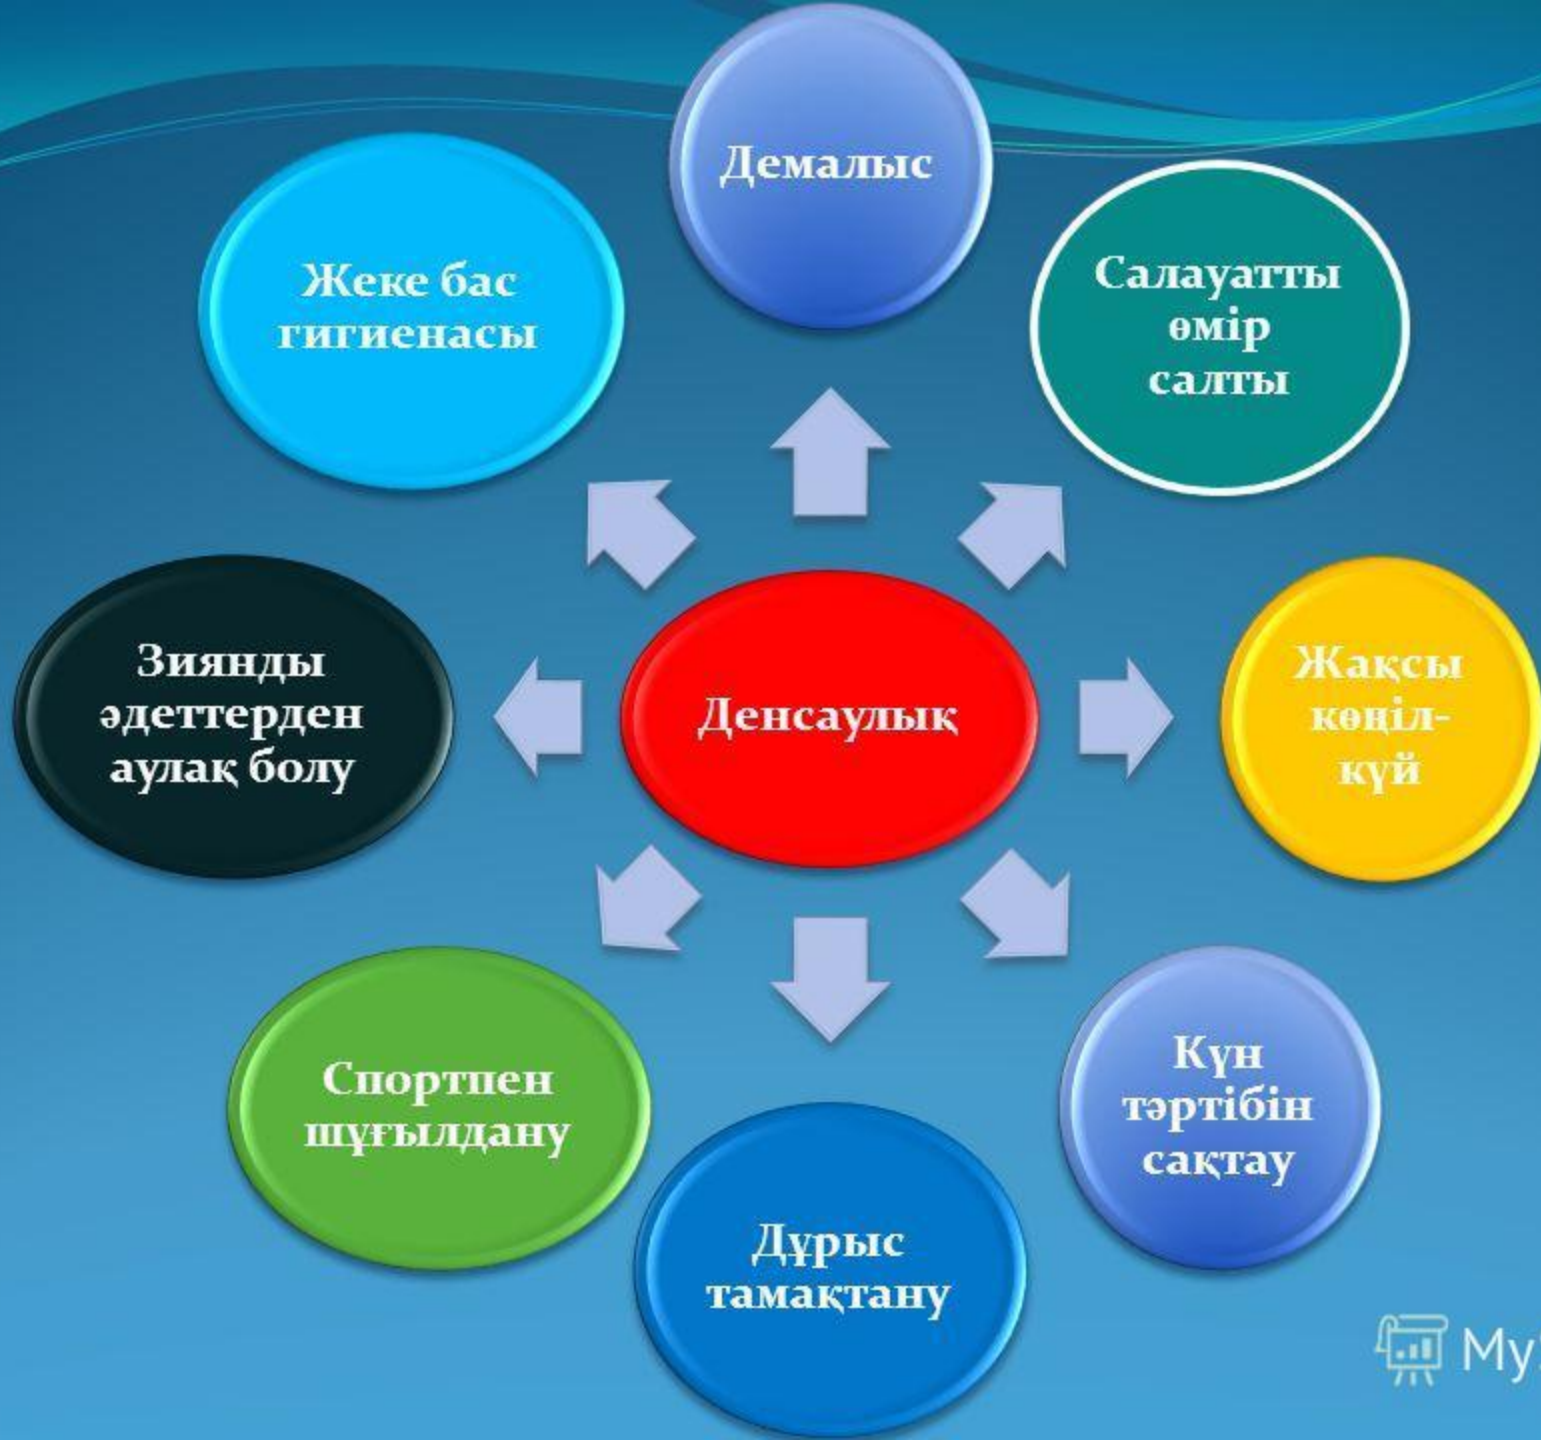 Демалыс
Жеке бас
гигиенасы
Салауатты
өмір
салты
Зиянды
әдеттерден
аулақ болу
Денсаулық
Жақсы
көңіл-
күй
Спортпен
шұғылдану
Күн
тәртібін
сақтау
Дұрыс
тамақтану
My